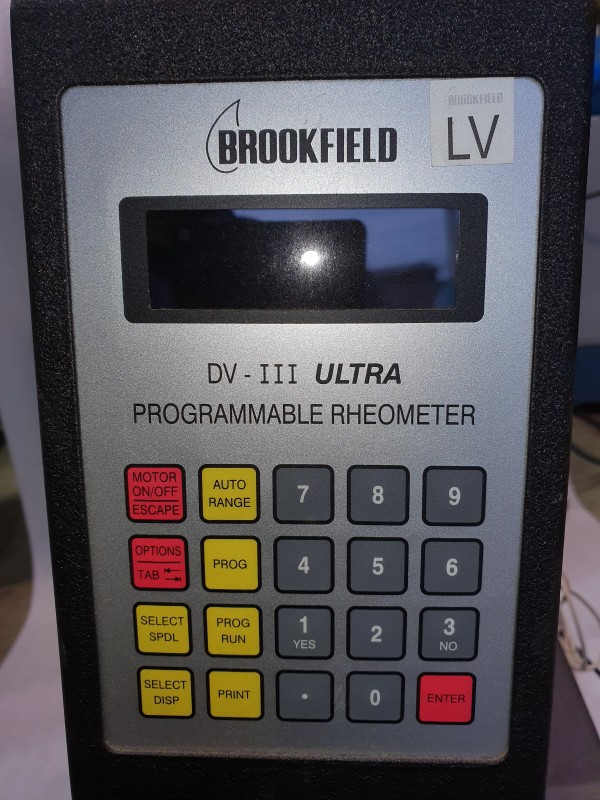 BROOKFIELD
BROOKFIELD
LV
DV - III ULTRA
PROGRAMMABLE RHEOMETER
MOTOR
ON/OFF
ESCAPE
AUTO
RANGE
7
8
9
OPTIONS
TAB
PROG
4
5
6
SELECT
SPDL
PROG
RUN
1
YES
2
3
NO
SELECT
DISP
PRINT
.
0
ENTER